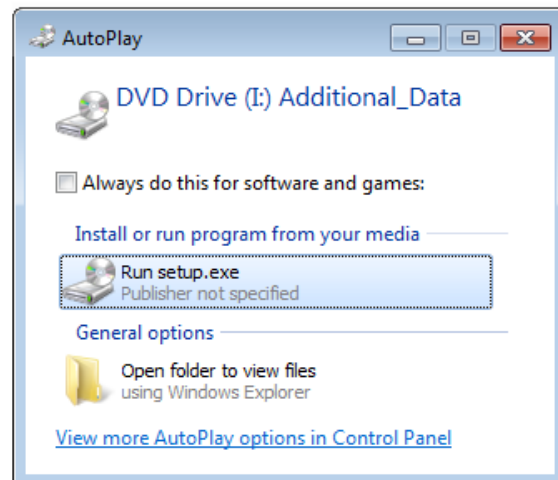 AutoPlay
DVD Drive (I:) Additional_Data
Always do this for software and games:
Install or run program from your media
Run setup.exe
Publisher not specified
General options
Open folder to view files
using Windows Explorer
View more AutoPlay options in Control Panel